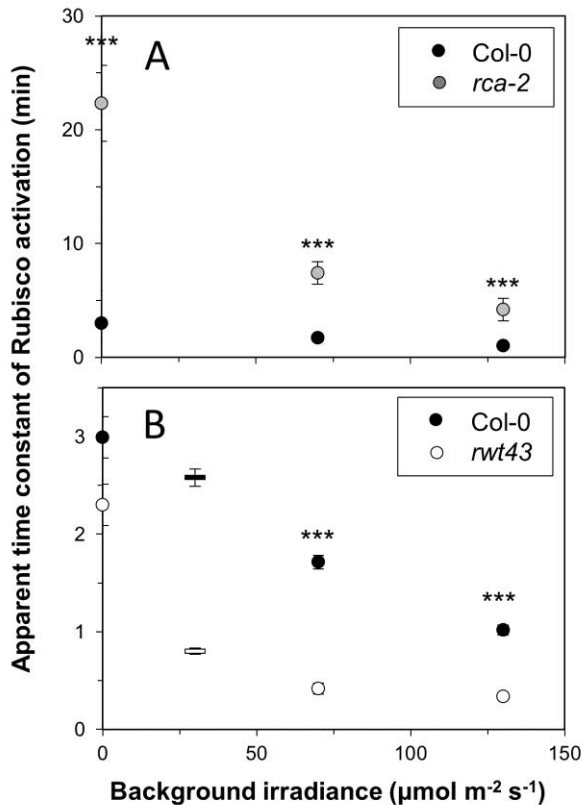 Apparent time constant of Rubisco activation (min)
30
20
10
0
***
A
Col-0
rca-2
***
***
3
2
1
0
B
Col-0
rwt43
***
***
0
50
100
150
Background irradiance (μmol m⁻² s⁻¹)